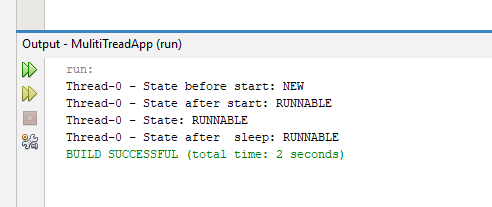 Output - MulitiTreadApp (run)
run:
Thread-0 - State before start: NEW
Thread-0 - State after start: RUNNABLE
Thread-0 - State: RUNNABLE
Thread-0 - State after  sleep: RUNNABLE
BUILD SUCCESSFUL (total time: 2 seconds)